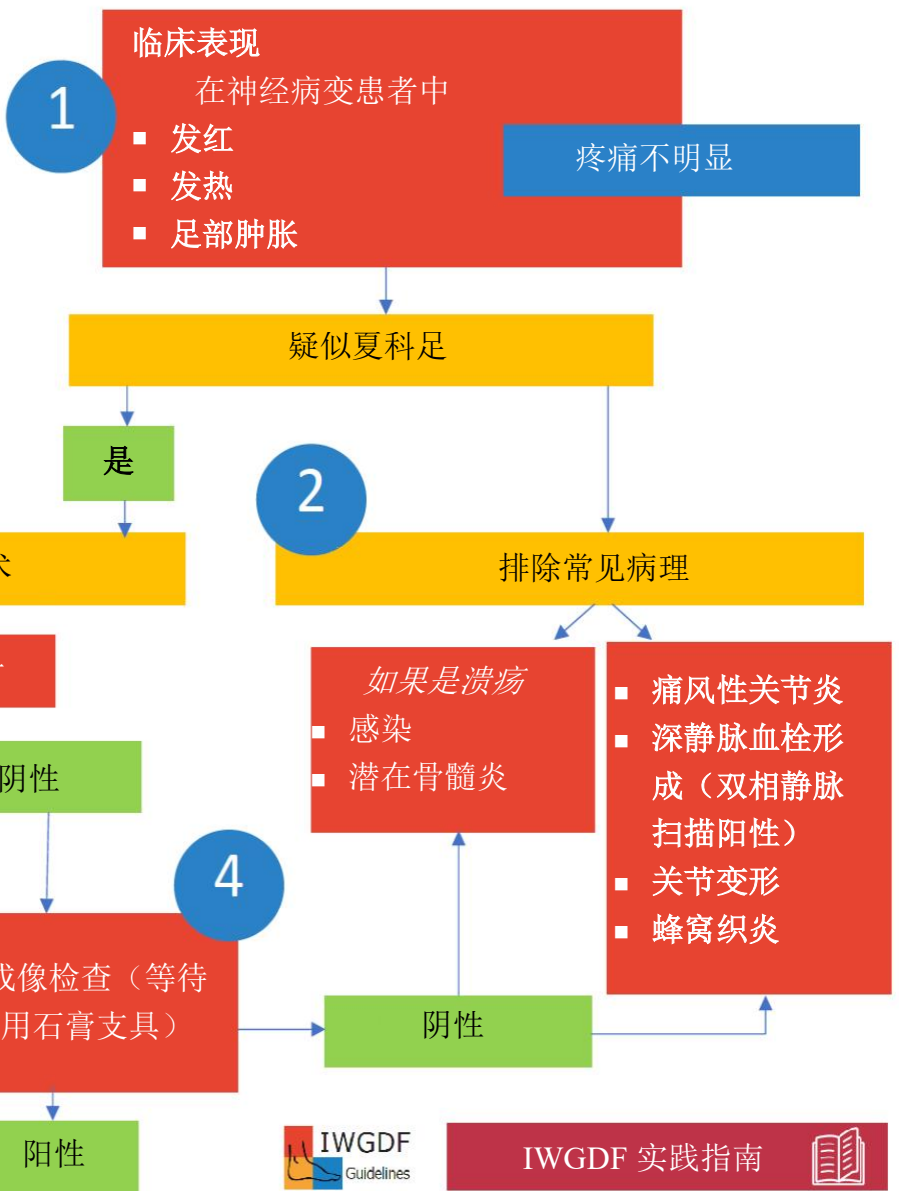 1
临床表现
在神经病变患者中
▪ 发红
▪ 发热
▪ 足部肿胀
疼痛不明显
疑似夏科足
是
2
术
排除常见病理
如果是溃疡
▪ 感染
▪ 潜在骨髓炎
▪ 痛风性关节炎
▪ 深静脉血栓形
成（双相静脉
扫描阳性）
▪ 关节变形
▪ 蜂窝织炎
阴性
4
成像检查（等待
用石膏支具）
阴性
阳性
IWGDF
Guidelines
IWGDF 实践指南